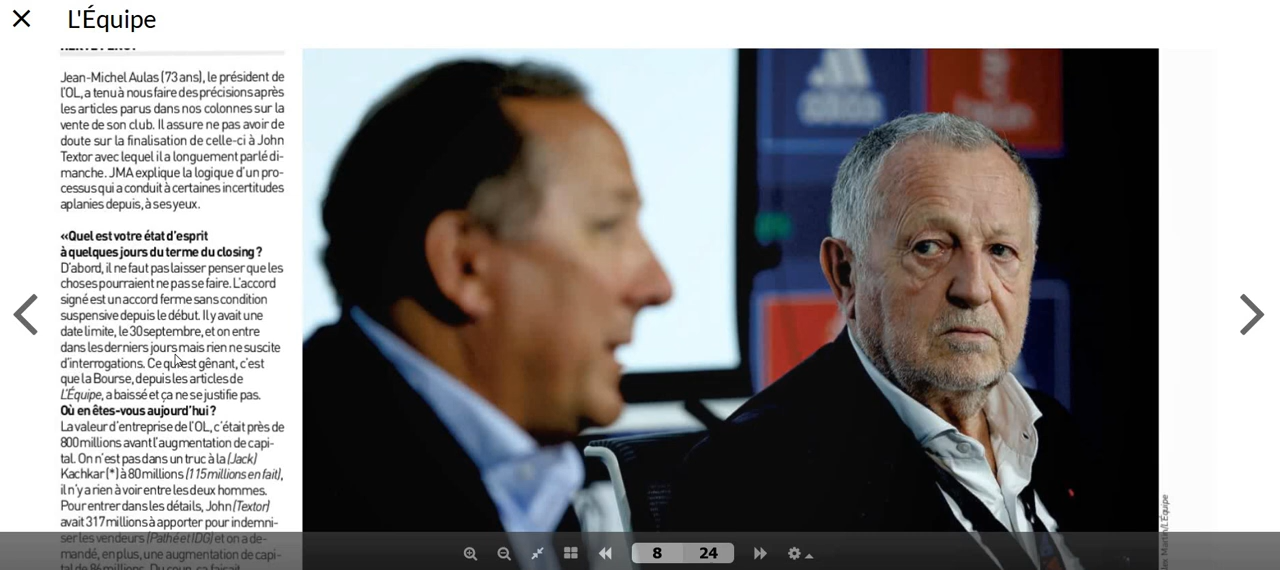 L'Équipe
Jean-Michel Aulas (73 ans), le président de
l'OL, a tenu à nous faire des précisions après
les articles parus dans nos colonnes sur la
vente de son club. Il assure ne pas avoir de
doute sur la finalisation de celle-ci à John
Textor avec lequel il a longuement parlé di-
manche. JMA explique la logique d'un pro-
cessus qui a conduit à certaines incertitudes
aplanies depuis, à ses yeux.
«Quel est votre état d'esprit
à quelques jours du terme du closing ?
D'abord, il ne faut pas laisser penser que les
choses pourraient ne pas se faire. L'accord
signé est un accord ferme sans condition
suspensive depuis le début. Il y avait une
date limite, le 30 septembre, et on entre
dans les derniers jours mais rien ne suscite
d'interrogations. Ce qui est gênant, c'est
que la Bourse, depuis les articles de
L'Équipe, a baissé et ça ne se justifie pas.
Où en êtes-vous aujourd'hui ?
La valeur d'entreprise de l'OL, c'était près de
800 millions avant l'augmentation de capi-
tal. On n'est pas dans un truc à la (Jack)
Kachkar (*) à 80 millions (115 millions en fait),
il n'y a rien à voir entre les deux hommes.
Pour entrer dans les détails, John (Textor)
avait 317 millions à apporter pour indemni-
ser les vendeurs (Pathé et IDG) et on a de-
mandé, en plus, une augmentation de capi-
tal de 86 millions. Du coup, ça faisait
adidas
Martin/L'Équipe
8 24